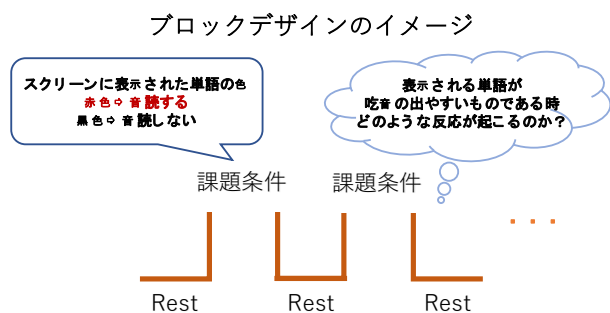 ブロックデザインのイメージ
スクリーンに表示された単語の色
赤色⇨音読する
黒色⇨音読しない
表示される単語が
吃音の出やすいものである時
どのような反応が起こるのか？
課題条件
課題条件
・・・
Rest
Rest
Rest